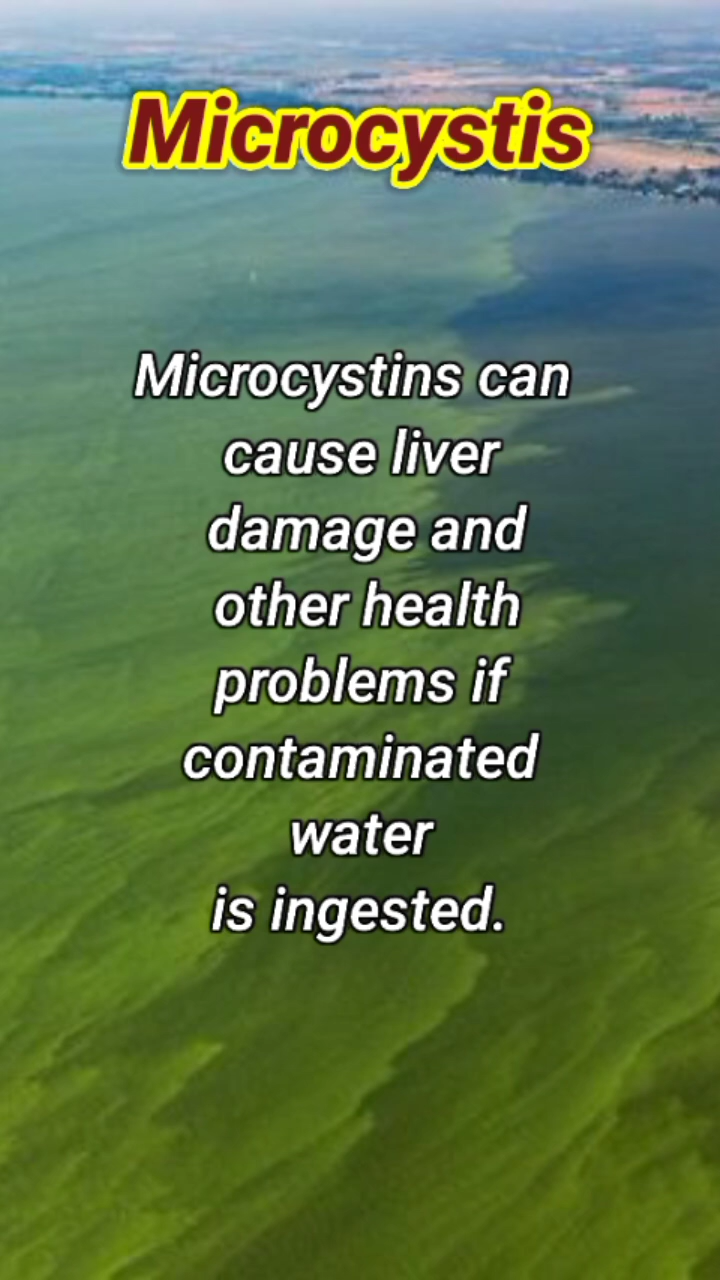 Microcystis
Microcystins can
cause liver
damage and
other health
problems if
contaminated
water
is ingested.